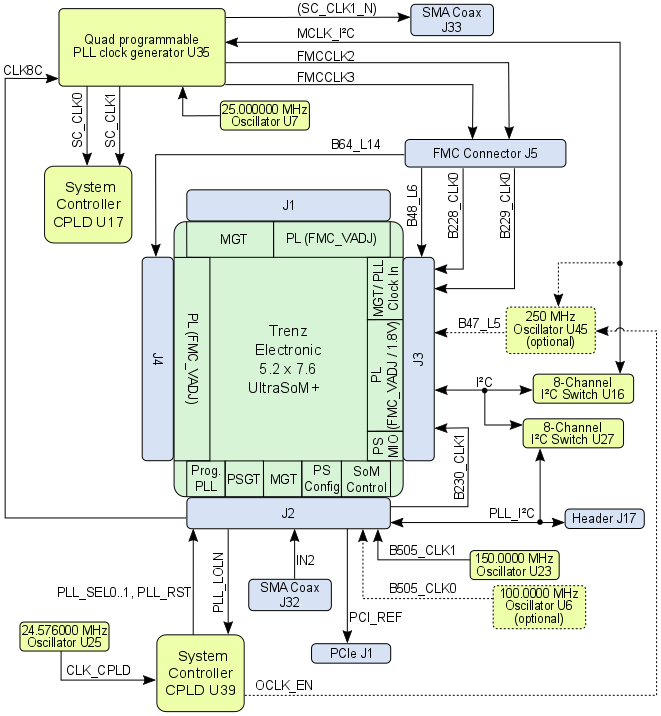 (SC_CLK1_N)
SMA Coax
J33
Quad programmable
PLL clock generator U35
MCLK_I²C
FMCCLK2
FMCCLK3
CLK8C
SC_CLK0
SC_CLK1
25.000000 MHz
Oscillator U7
B64_L14
FMC Connector J5
System
Controller
CPLD U17
B48_L6
B228_CLK0
B229_CLK0
J1
MGT
PL (FMC_VADJ)
J4
PL (FMC_VADJ)
Trenz
Electronic
5.2 x 7.6
UltraSoM+
MGT/ PLL
Clock In
PL
(FMC_VADJ / 1.8V)
PS
MIO
J3
B47_L5
250 MHz
Oscillator U45
(optional)
I²C
8-Channel
I²C Switch U16
8-Channel
I²C Switch U27
B230_CLK1
Prog.
PLL
PSGT
MGT
PS
Config
SoM
Control
J2
PLL_I²C
Header J17
PLL_SEL0..1, PLL_RST
PLL_LOLN
IN2
SMA Coax
J32
B505_CLK1
150.0000 MHz
Oscillator U23
B505_CLK0
100.0000 MHz
Oscillator U6
(optional)
PCI_REF
PCIe J1
24.576000 MHz
Oscillator U25
CLK_CPLD
System
Controller
CPLD U39
OCLK_EN